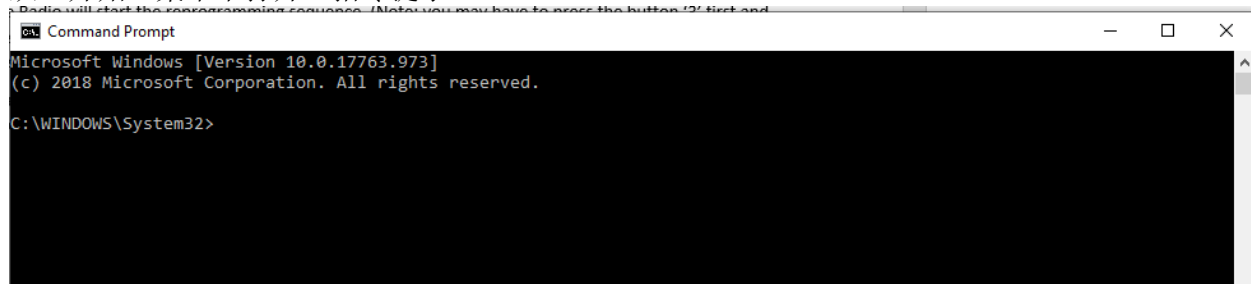 Radio will start the reprogramming sequence. (Note: you may have to press the button '2' first and
Command Prompt
Microsoft Windows [Version 10.0.17763.973]
(c) 2018 Microsoft Corporation. All rights reserved.
C:\WINDOWS\System32>